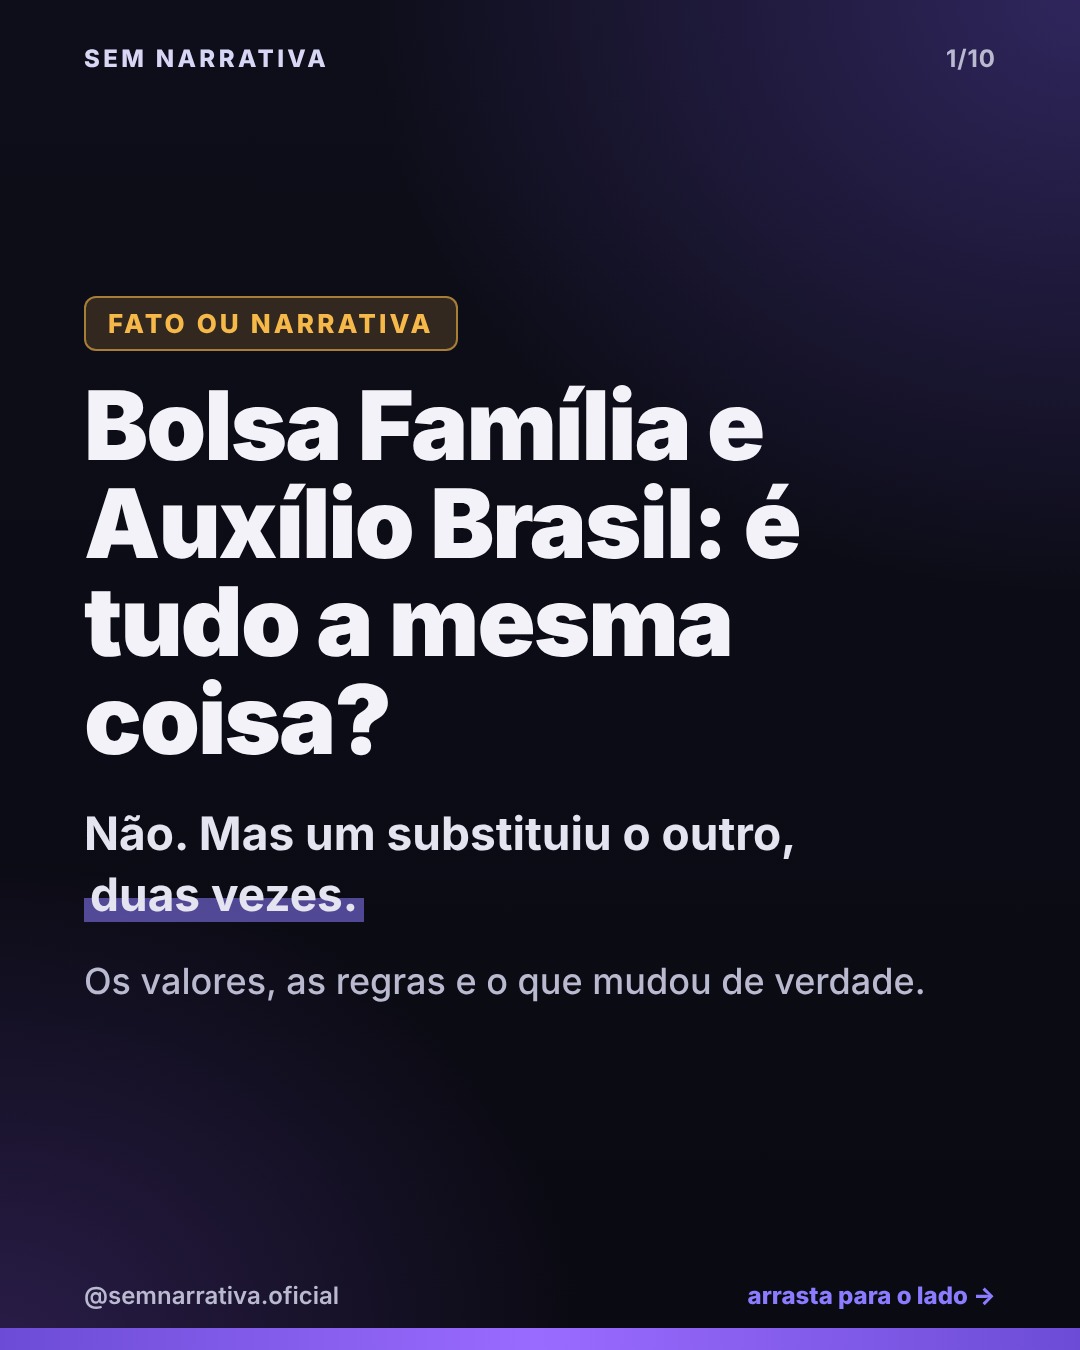 SEM NARRATIVA
1/10
FATO OU NARRATIVA
Bolsa Família e
Auxílio Brasil: é
tudo a mesma
coisa?
Não. Mas um substituiu o outro,
duas vezes.
Os valores, as regras e o que mudou de verdade.
@semnarrativa.oficial
arrasta para o lado →